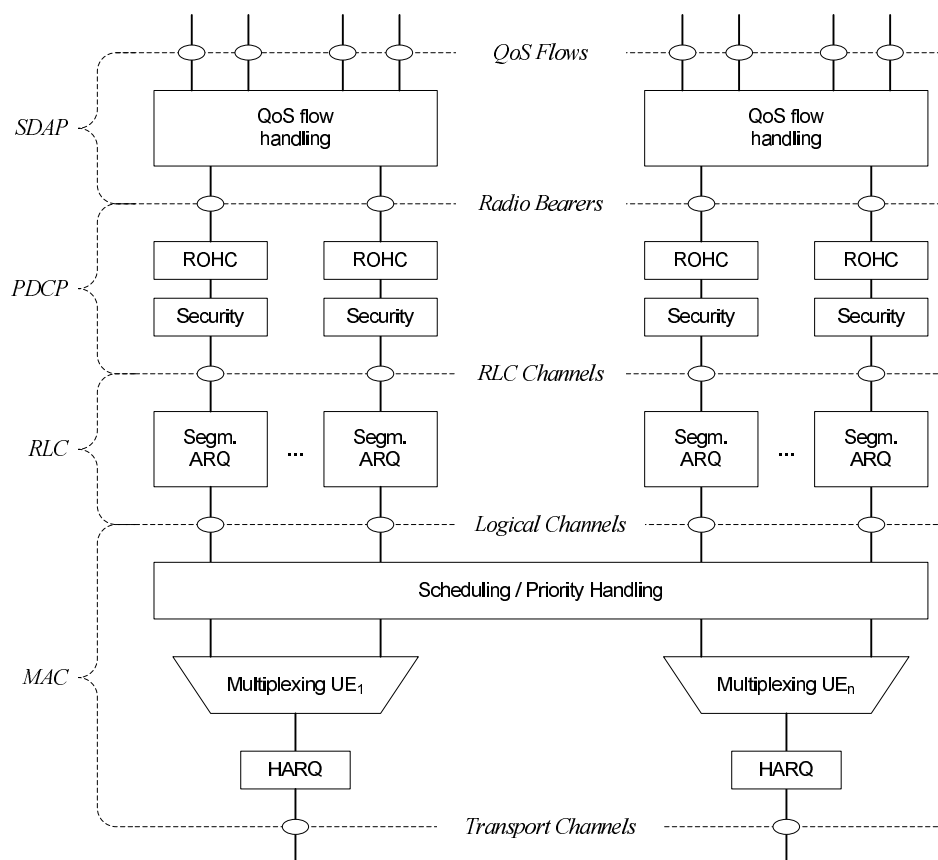 QoS Flows
QoS flow
handling
QoS flow
handling
SDAP
Radio Bearers
ROHC
ROHC
ROHC
ROHC
PDCP
Security
Security
Security
Security
RLC Channels
Segm.
ARQ
...
Segm.
ARQ
Segm.
ARQ
...
Segm.
ARQ
RLC
Logical Channels
Scheduling / Priority Handling
MAC
Multiplexing UE1
Multiplexing UEn
HARQ
HARQ
Transport Channels